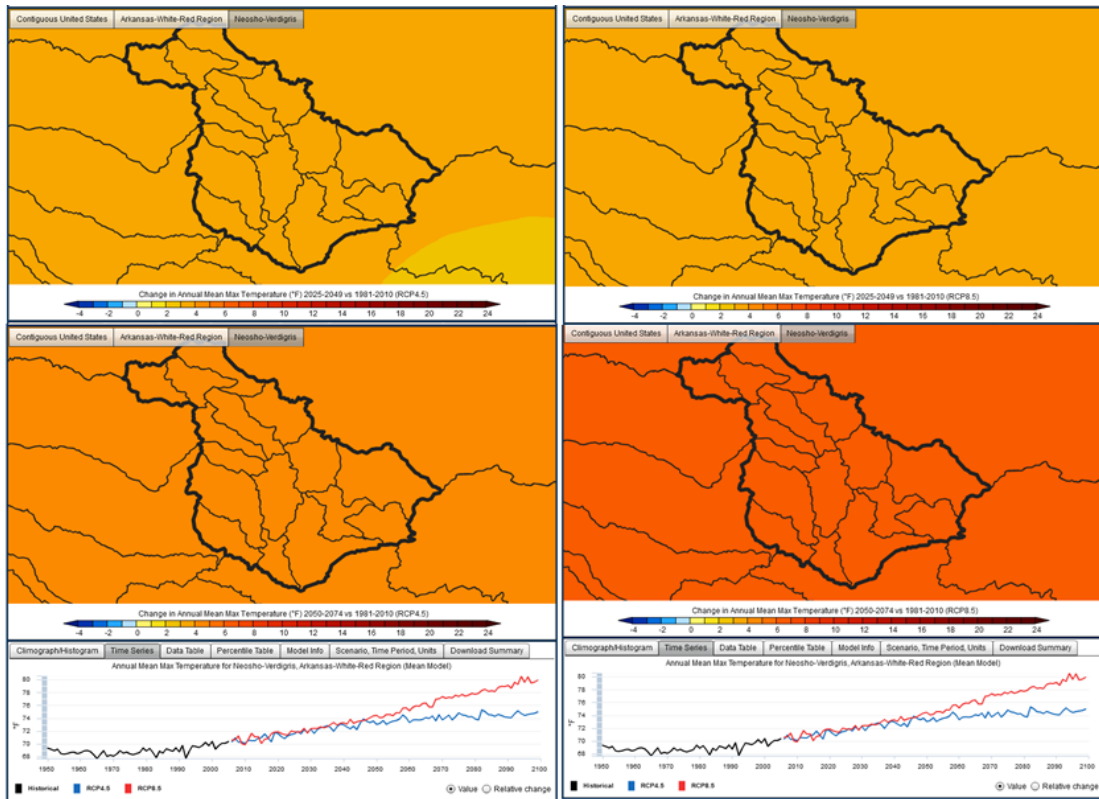 Contiguous United States Arkansas-White-Red Region Neosho-Verdigris
Change in Annual Mean Max Temperature (°F) 2025-2049 vs 1981-2010 (RCP4.5)
-4 -2 0 2 4 6 8 10 12 14 16 18 20 22 24
Contiguous United States Arkansas-White-Red Region Neosho-Verdigris
Change in Annual Mean Max Temperature (°F) 2025-2049 vs 1981-2010 (RCP8.5)
-4 -2 0 2 4 6 8 10 12 14 16 18 20 22 24
Contiguous United States Arkansas-White-Red Region Neosho-Verdigris
Change in Annual Mean Max Temperature (°F) 2050-2074 vs 1981-2010 (RCP4.5)
-4 -2 0 2 4 6 8 10 12 14 16 18 20 22 24
Contiguous United States Arkansas-White-Red Region Neosho-Verdigris
Change in Annual Mean Max Temperature (°F) 2050-2074 vs 1981-2010 (RCP8.5)
-4 -2 0 2 4 6 8 10 12 14 16 18 20 22 24
Climograph/Histogram Time Series Data Table Percentile Table Model Info Scenario, Time Period, Units Download Summary
Annual Mean Max Temperature for Neosho-Verdigris, Arkansas-White-Red Region (Mean Model)
80
78
76
74
72
70
68
°F
1950 1960 1970 1980 1990 2000 2010 2020 2030 2040 2050 2060 2070 2080 2090 2100
Historical RCP4.5 RCP8.5 Value Relative change
Climograph/Histogram Time Series Data Table Percentile Table Model Info Scenario, Time Period, Units Download Summary
Annual Mean Max Temperature for Neosho-Verdigris, Arkansas-White-Red Region (Mean Model)
80
78
76
74
72
70
68
°F
1950 1960 1970 1980 1990 2000 2010 2020 2030 2040 2050 2060 2070 2080 2090 2100
Historical RCP4.5 RCP8.5 Value Relative change